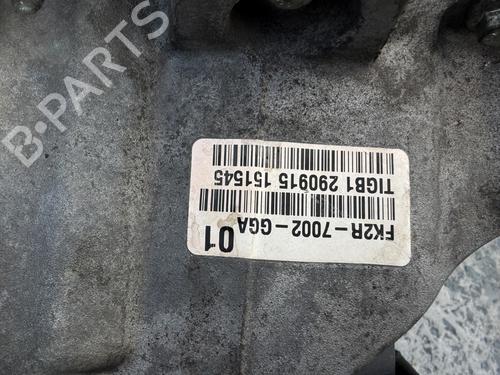 B-PARTS
FK2R-7002-GGA
01
TIGB1 290915 151545